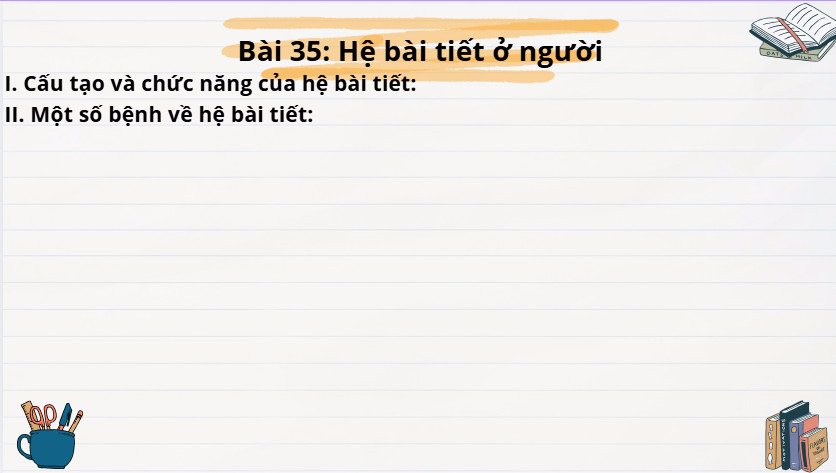 Bài 35: Hệ bài tiết ở người
I. Cấu tạo và chức năng của hệ bài tiết:
II. Một số bệnh về hệ bài tiết: